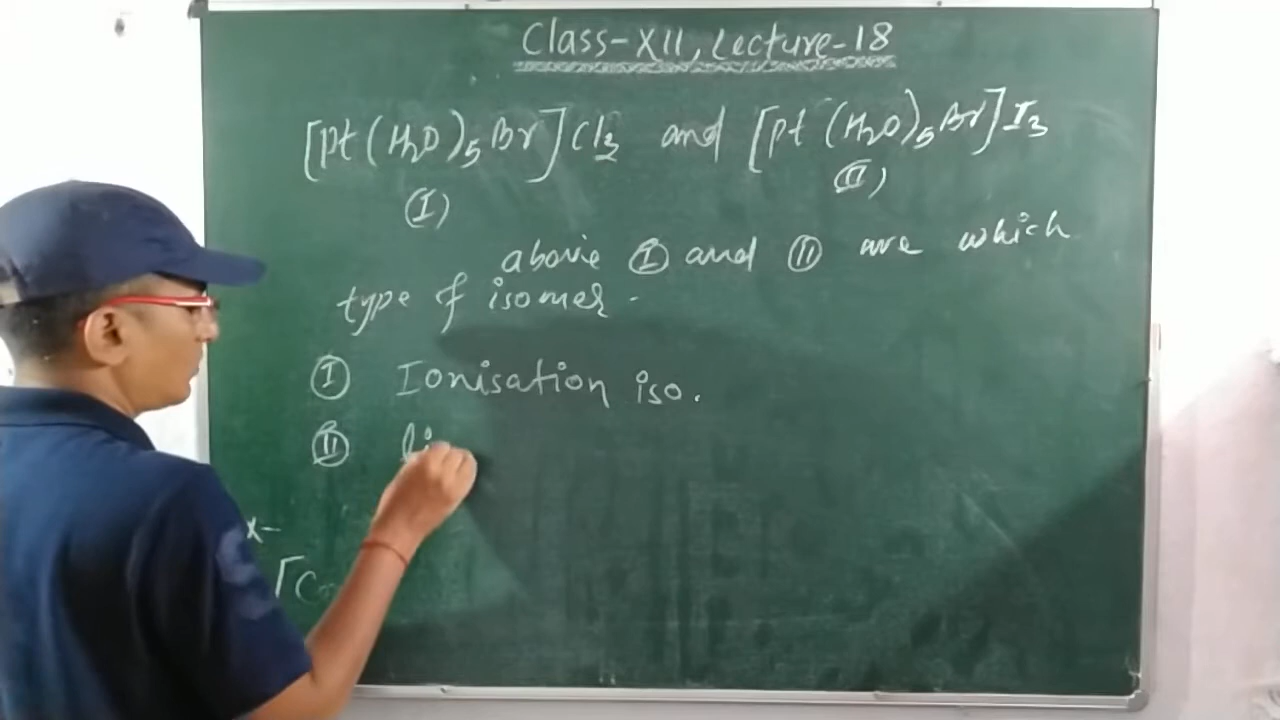 Class-XII, Lecture-18
[Pt(H₂O)₅Br]Cl₃ and [Pt(H₂O)₅Br]I₃
(I) (II)
above Ⓘ and Ⓘⓘ are which
type of isomer.
Ⓘ Ionisation iso.
Ⓘⓘ li
x-